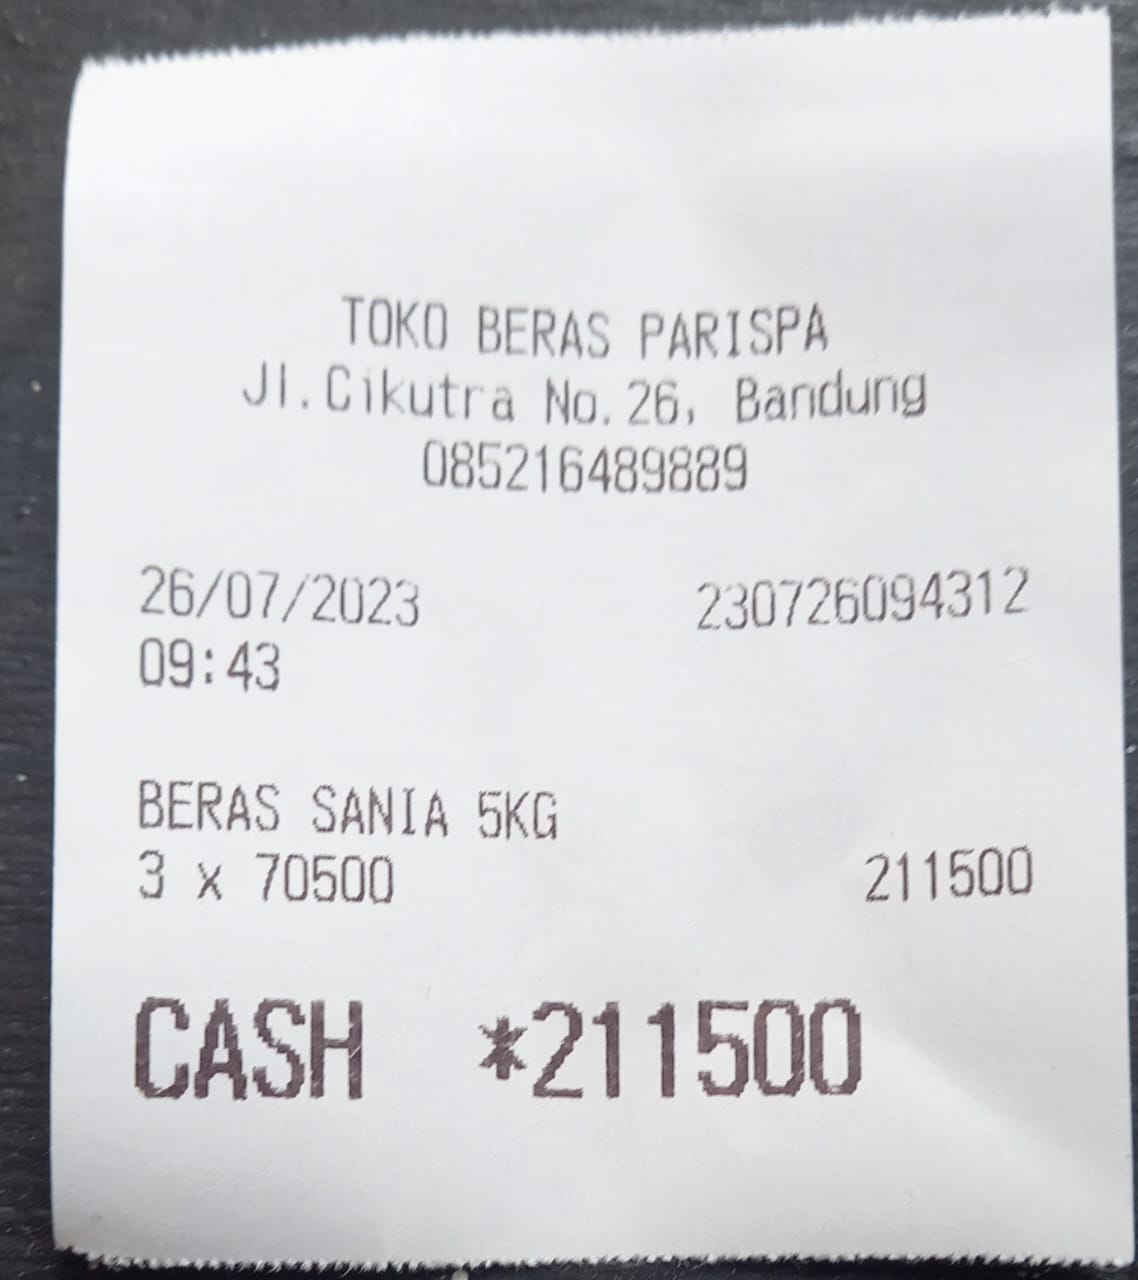 TOKO BERAS PARISPA
Jl.Cikutra No.26, Bandung
085216489889
26/07/2023 230726094312
09:43
BERAS SANIA 5KG
3 x 70500 211500
CASH *211500